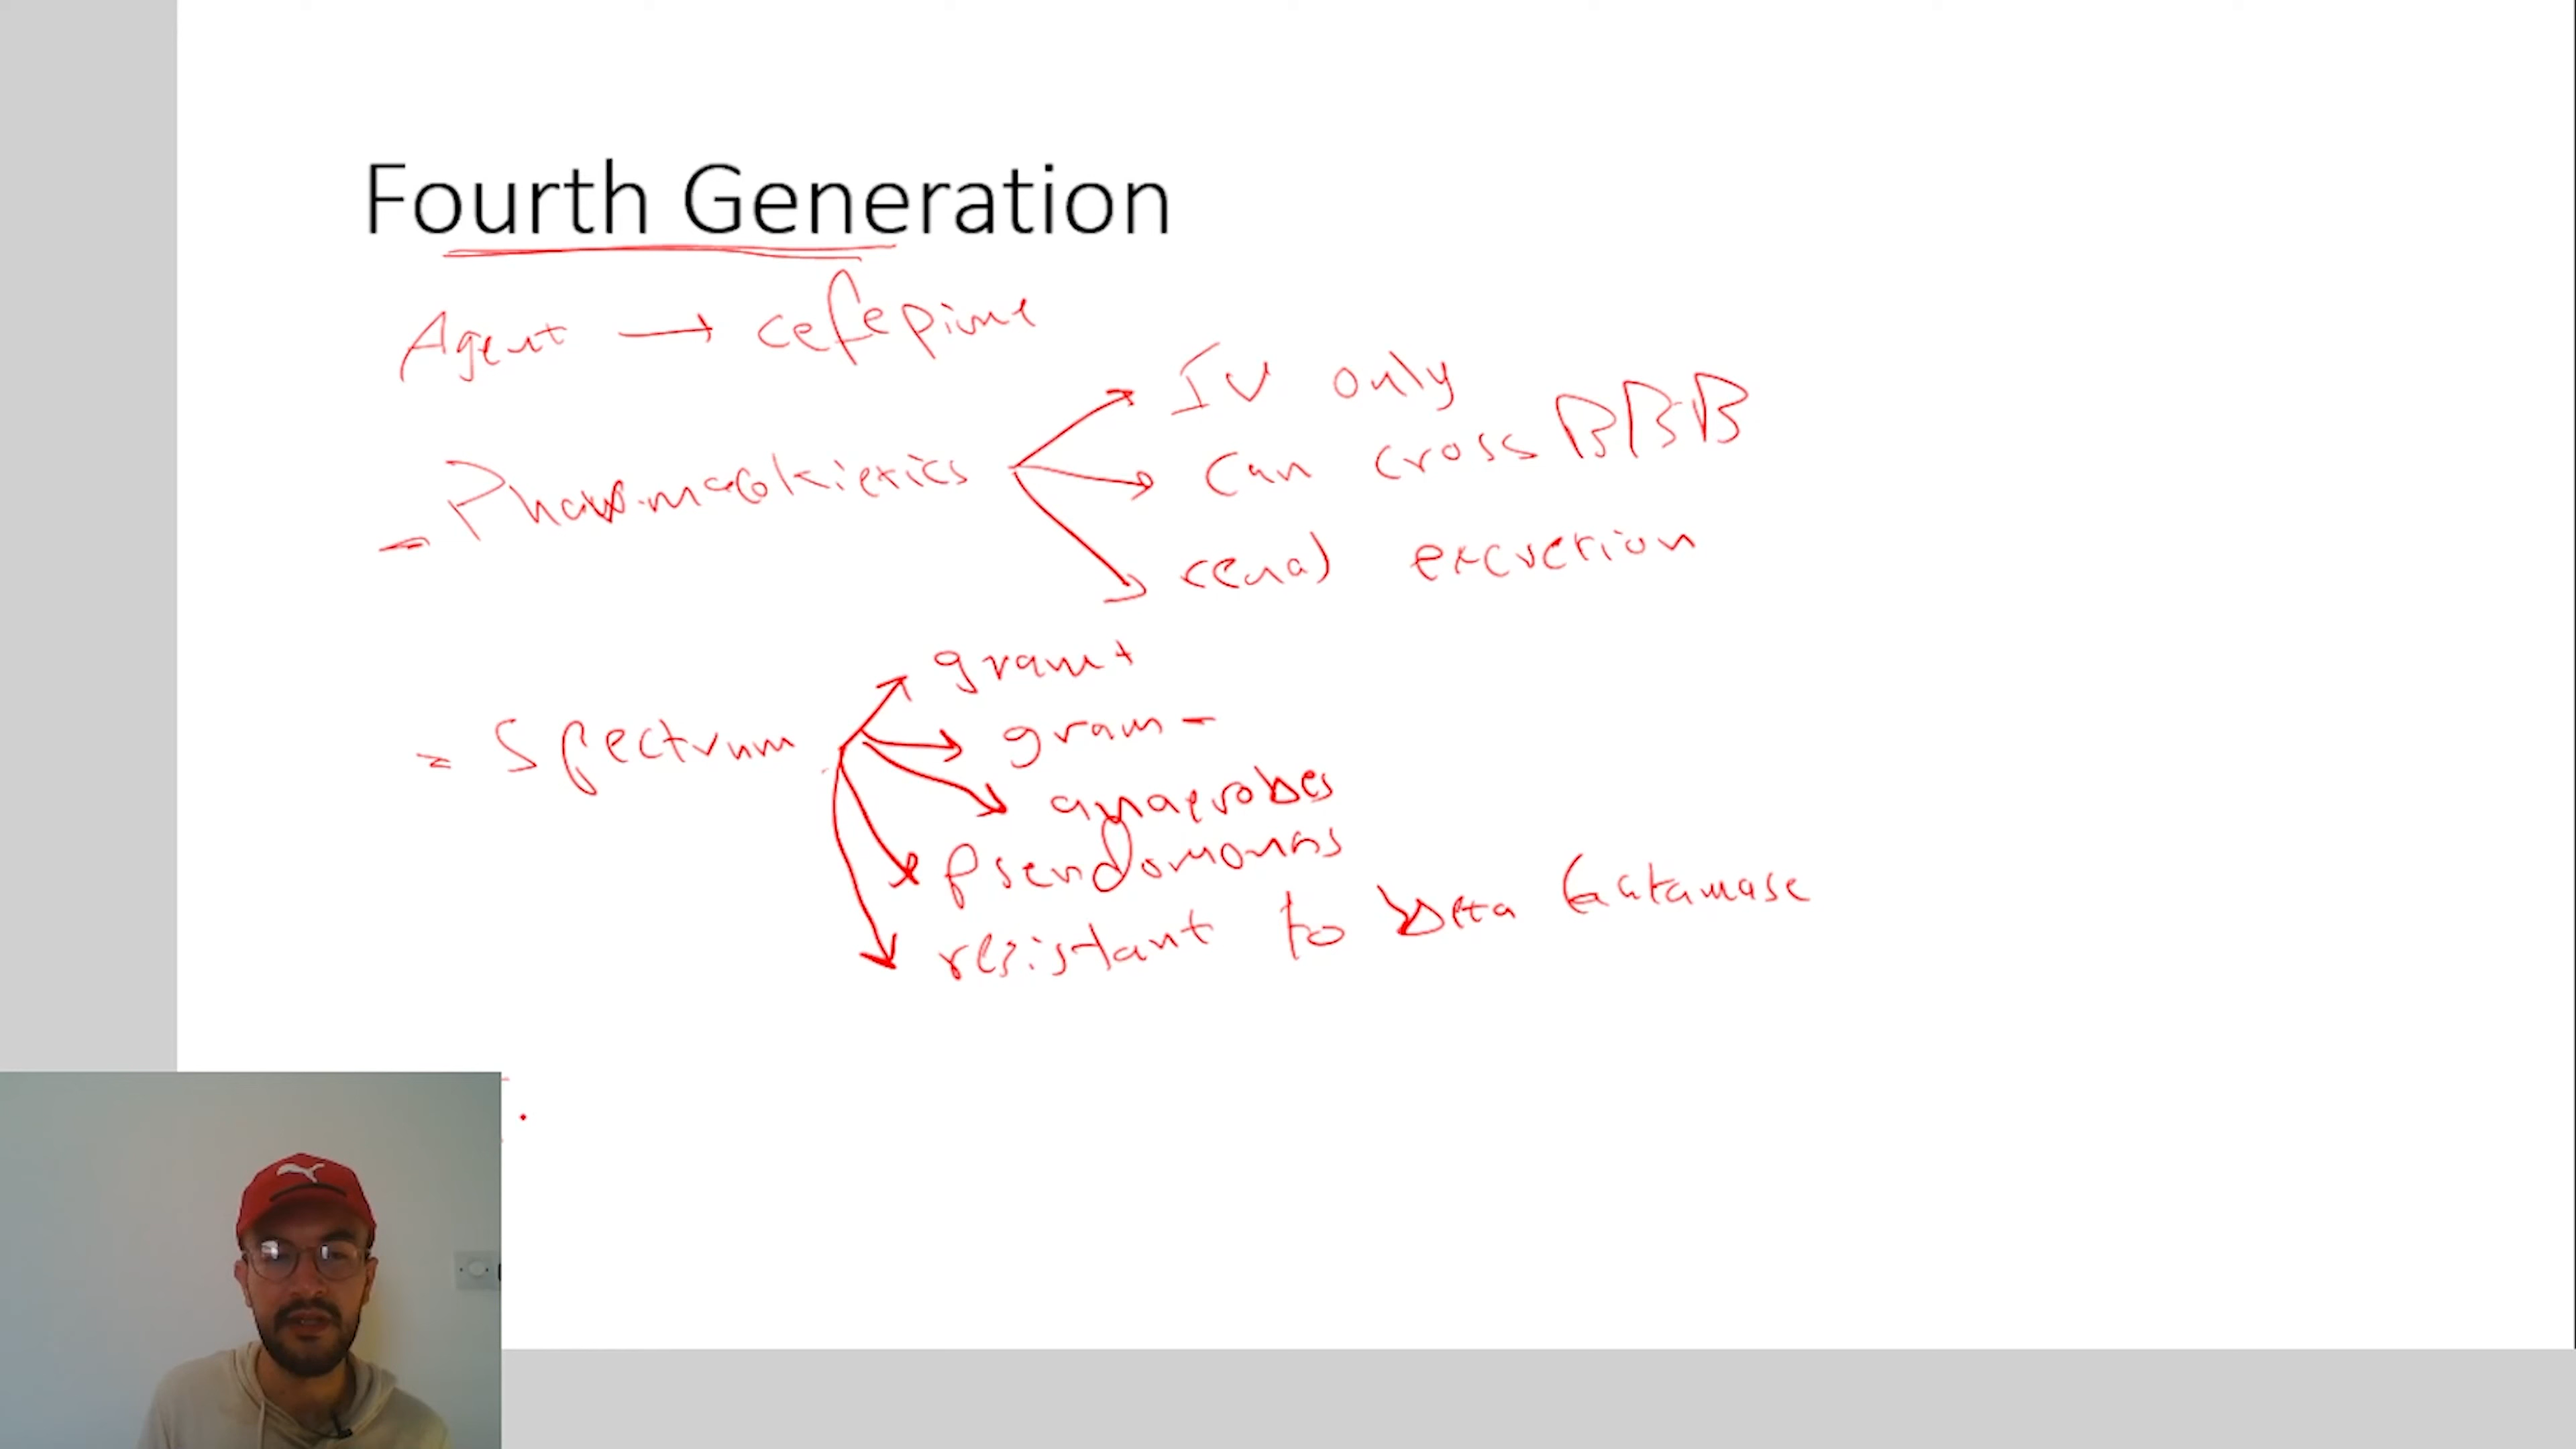 Fourth Generation
Agent → cefepime
- Pharmacokietics → IV only
→ Can cross BBB
→ renal excretion
= Spectrum → gram +
→ gram -
→ anaerobes
→ pseudomonas
→ resistant to beta lactamase